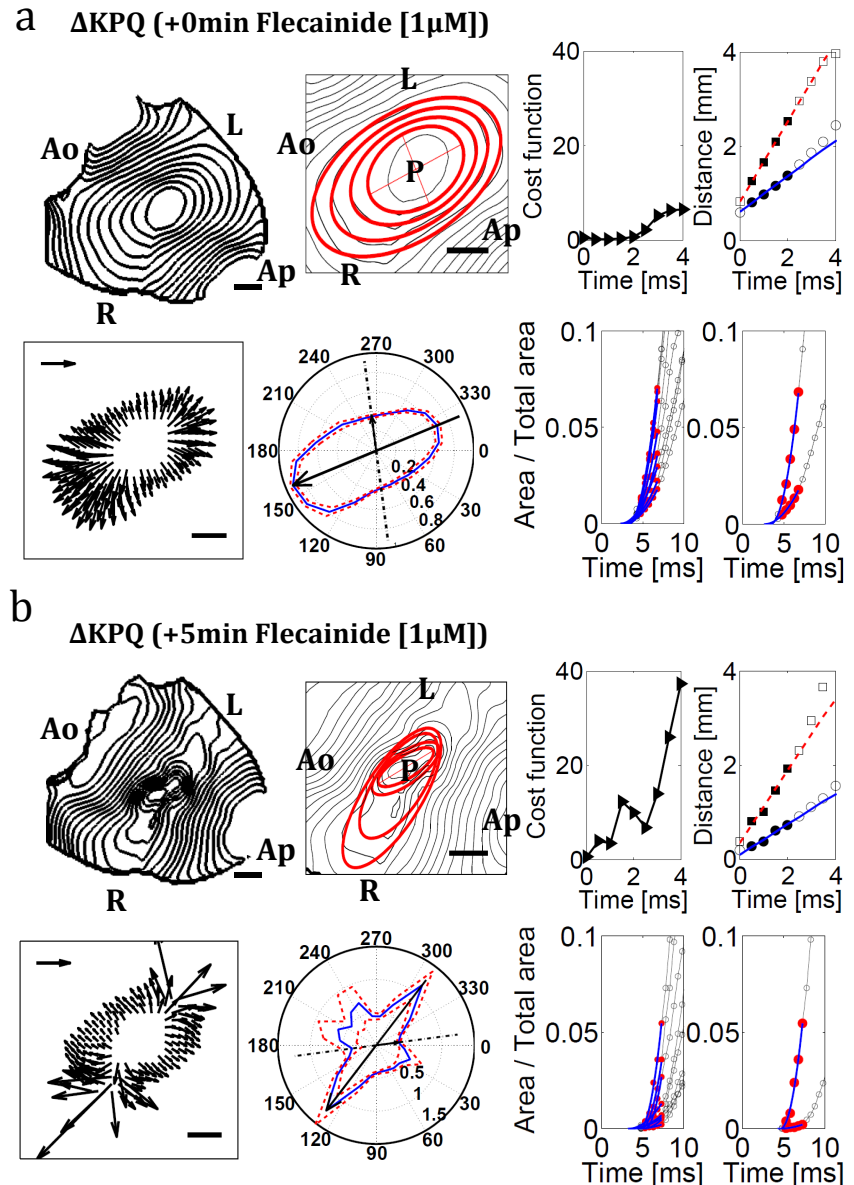 a ΔKPQ (+0min Flecainide [1μM])
Ao L R Ap
L Ao P Ap R
Cost function
40
20
0
0 2 4
Time [ms]
Distance [mm]
4
2
0
0 2 4
Time [ms]
270
240 300
210 330
180 0
150 30
120 60
90
0.2
0.4
0.6
0.8
Area / Total area
0.1
0.05
0
0 5 10
Time [ms]
0.1
0.05
0
0 5 10
Time [ms]
b
ΔKPQ (+5min Flecainide [1μM])
Ao L R Ap
L Ao P Ap R
Cost function
40
20
0
0 2 4
Time [ms]
Distance [mm]
4
2
0
0 2 4
Time [ms]
270
240 300
210 330
180 0
150 30
120 60
90
0.5
1
1.5
Area / Total area
0.1
0.05
0
0 5 10
Time [ms]
0.1
0.05
0
0 5 10
Time [ms]